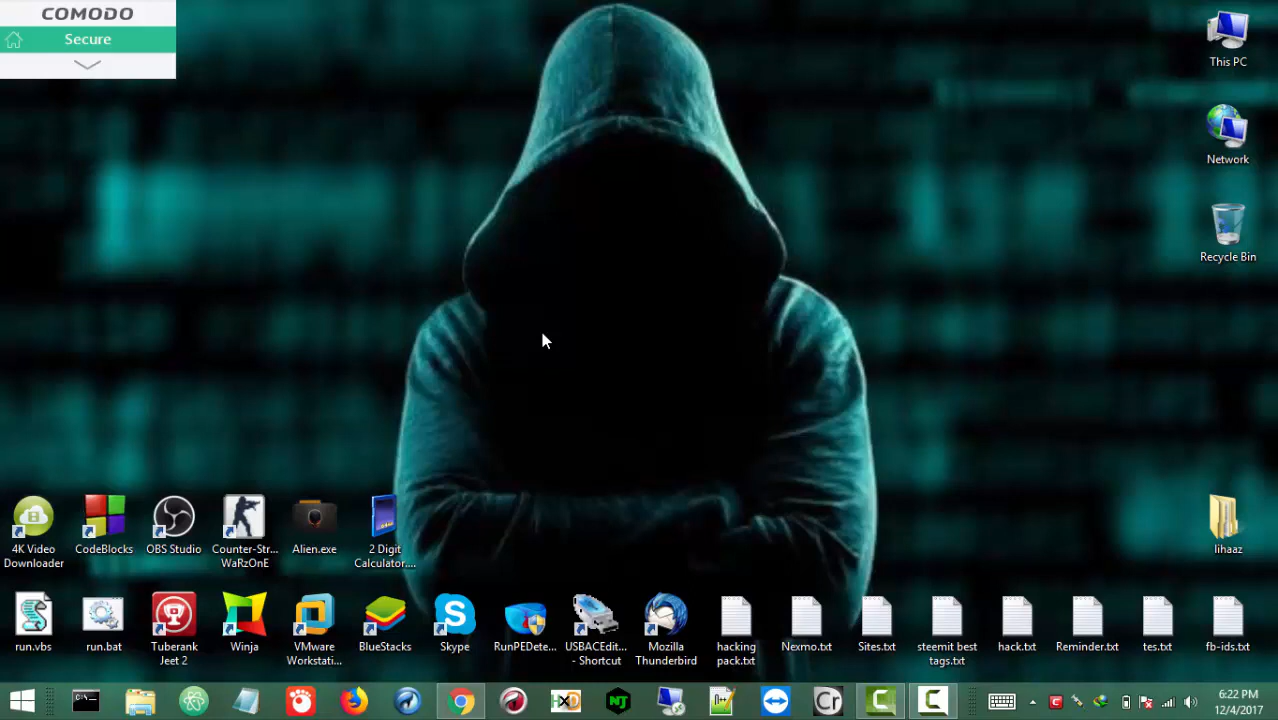 COMODO
Secure
This PC
Network
Recycle Bin
4K Video
Downloader
CodeBlocks
OBS Studio
Counter-Str...
WaRzOnE
Alien.exe
2 Digit
Calculator....
lihaaz
run.vbs
run.bat
Tuberank
Jeet 2
Winja
VMware
Workstati...
BlueStacks
Skype
RunPEDete...
USBACEdit...
- Shortcut
Mozilla
Thunderbird
hacking
pack.txt
Nexmo.txt
Sites.txt
steemit best
tags.txt
hack.txt
Reminder.txt
tes.txt
fb-ids.txt
HxD
NT
Cr
6:22 PM
12/4/2017